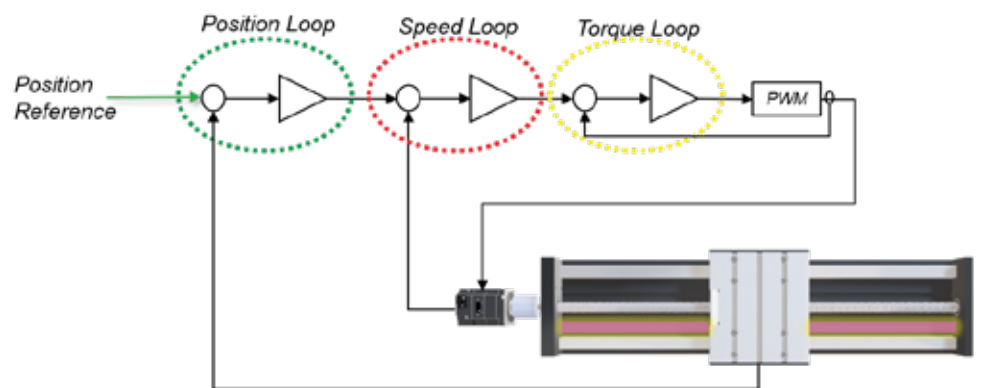 Position Loop
Speed Loop
Torque Loop
Position
Reference
PWM